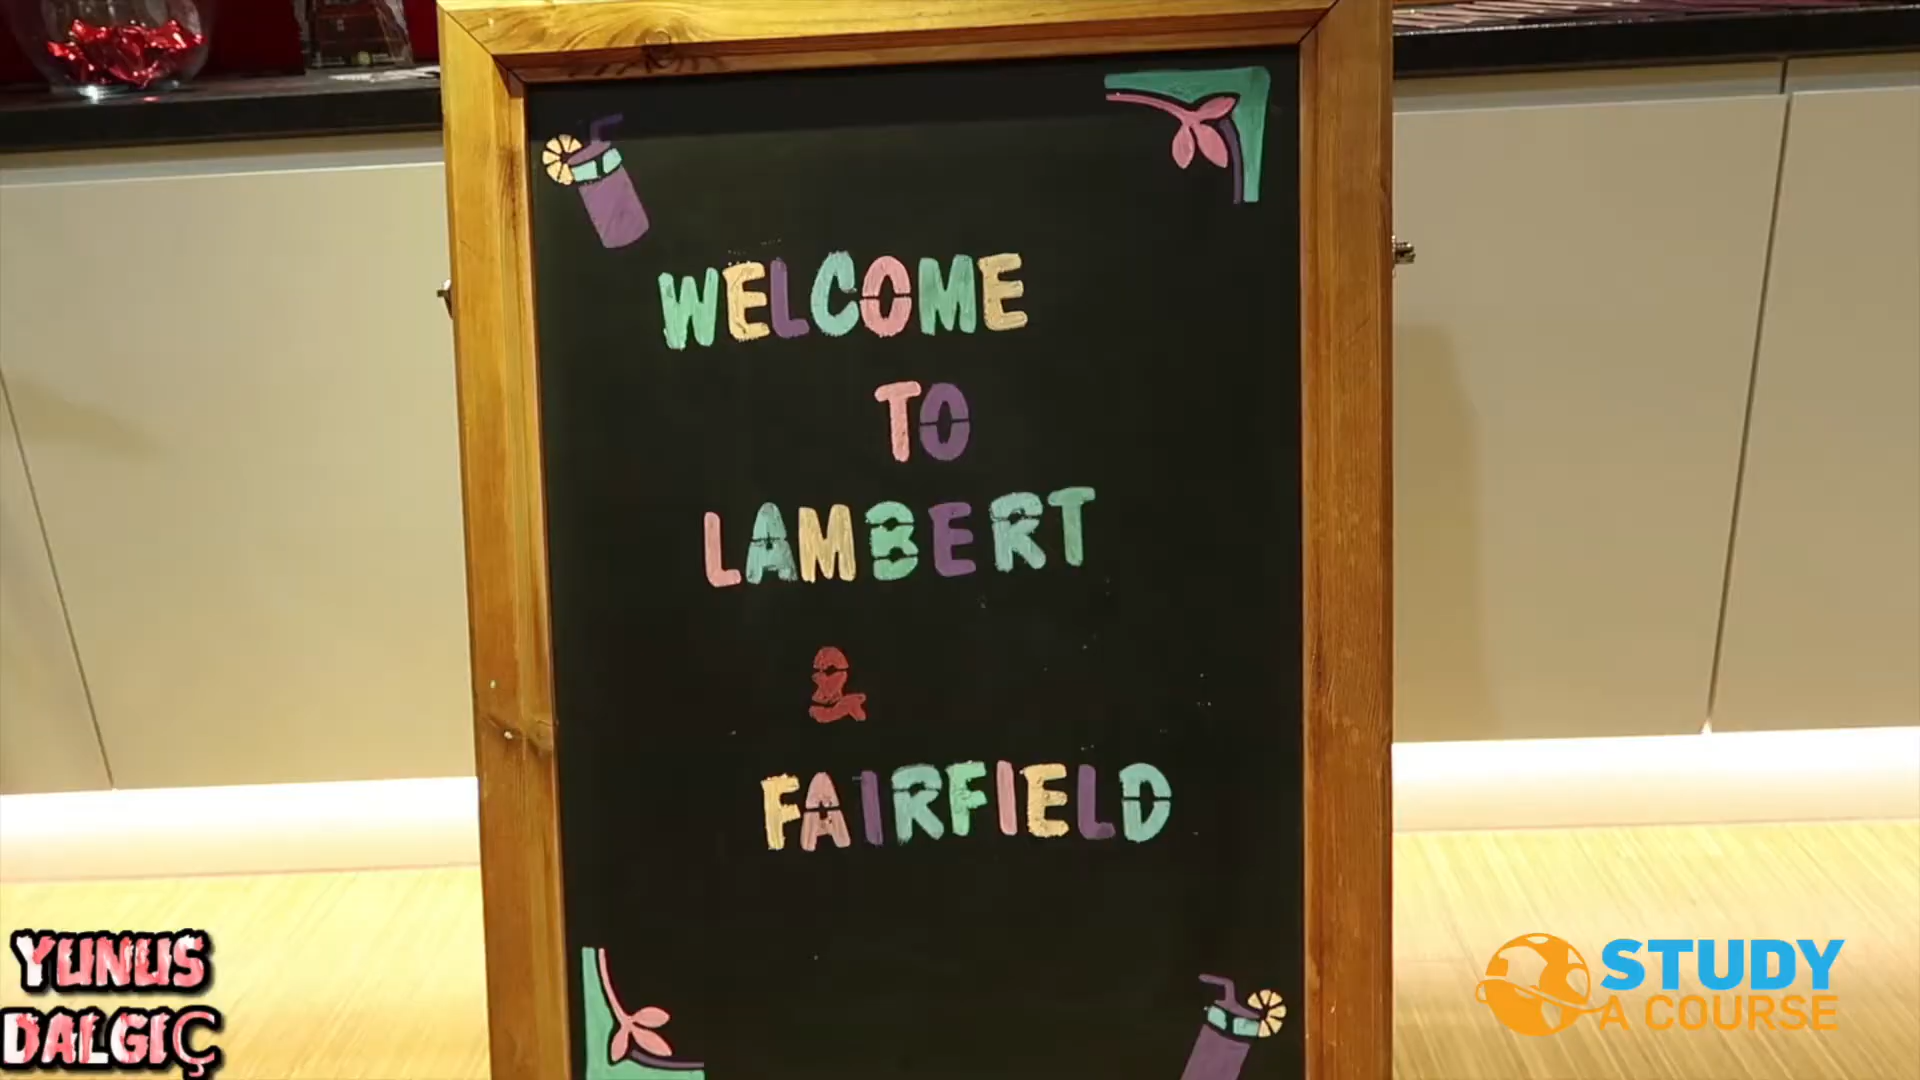 WELCOME
TO
LAMBERT
&
FAIRFIELD
YUNUS
DALGIÇ
STUDY
A COURSE